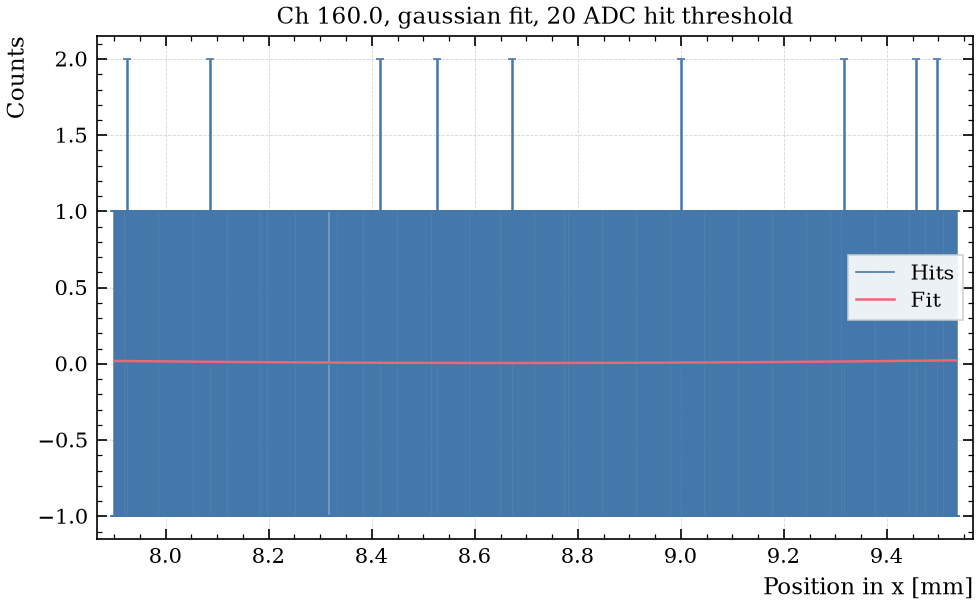 Ch 160.0, gaussian fit, 20 ADC hit threshold
Counts
2.0
1.5
1.0
0.5
0.0
−0.5
−1.0
Hits
Fit
8.0 8.2 8.4 8.6 8.8 9.0 9.2 9.4
Position in x [mm]